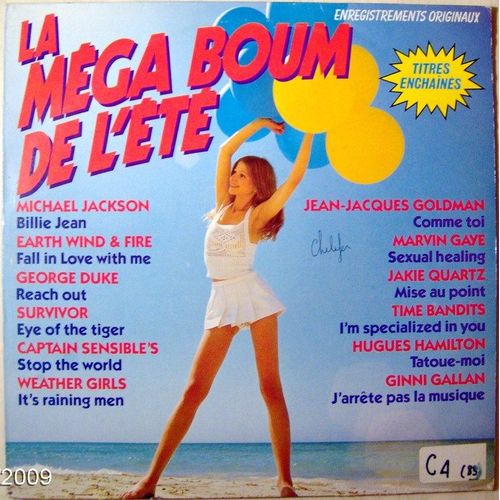 ENREGISTREMENTS ORIGINAUX
LA
MÉGA BOUM
DE L'ÉTÉ
TITRES
ENCHAÎNÉS
MICHAEL JACKSON
Billie Jean
EARTH WIND & FIRE
Fall in Love with me
GEORGE DUKE
Reach out
SURVIVOR
Eye of the tiger
CAPTAIN SENSIBLE'S
Stop the world
WEATHER GIRLS
It's raining men
JEAN-JACQUES GOLDMAN
Comme toi
MARVIN GAYE
Sexual healing
JAKIE QUARTZ
Mise au point
TIME BANDITS
I'm specialized in you
HUGUES HAMILTON
Tatoue-moi
GINNI GALLAN
J'arrête pas la musique
C4 (83)
2009